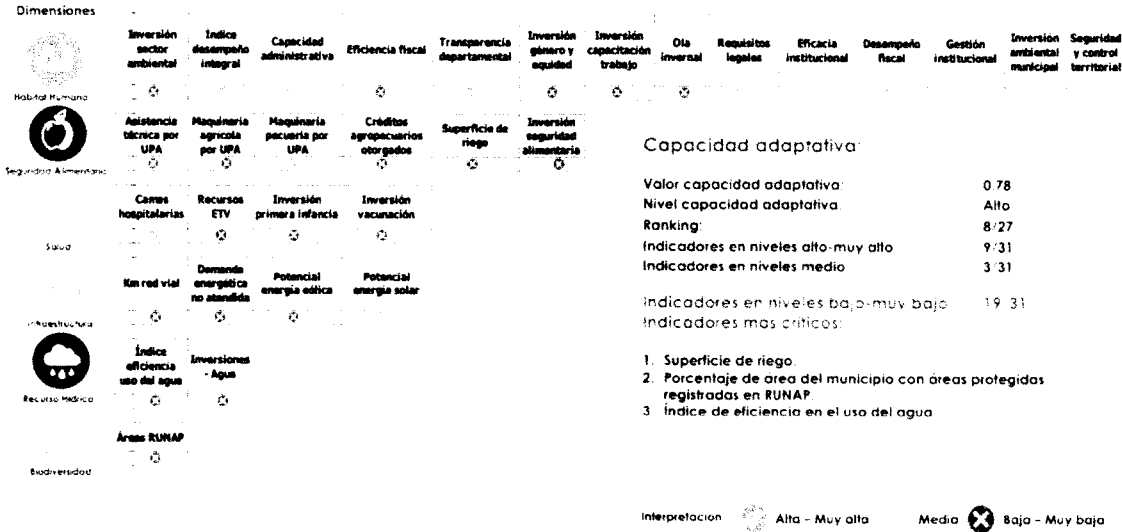 Dimensiones
Inversión sector ambiental
Índice desempeño integral
Capacidad administrativa
Eficiencia fiscal
Transparencia departamental
Inversión género y equidad
Inversión capacitación trabajo
Ola invernal
Requisitos legales
Eficacia institucional
Desempeño fiscal
Gestión institucional
Inversión ambiental municipal
Seguridad y control territorial
Hábitat Humano
Asistencia técnica por UPA
Maquinaria agrícola por UPA
Maquinaria pecuaria por UPA
Créditos agropecuarios otorgados
Superficie de riego
Inversión seguridad alimentaria
Seguridad Alimentaria
Camas hospitalarias
Recursos ETV
Inversión primera infancia
Inversión vacunación
Salud
Km red vial
Demanda energética no atendida
Potencial energía eólica
Potencial energía solar
Infraestructura
Índice eficiencia uso del agua
Inversiones - Agua
Recurso Hídrico
Áreas RUNAP
Biodiversidad
Capacidad adaptativa:
Valor capacidad adaptativa: 0.78
Nivel capacidad adaptativa: Alto
Ranking: 8/27
Indicadores en niveles alto-muy alto 9/31
Indicadores en niveles medio 3/31
Indicadores en niveles bajo-muy bajo 19/31
Indicadores mas críticos:
1. Superficie de riego.
2. Porcentaje de área del municipio con áreas protegidas
registradas en RUNAP.
3 Índice de eficiencia en el uso del agua
Interpretacion Alta - Muy alta Media Baja - Muy baja